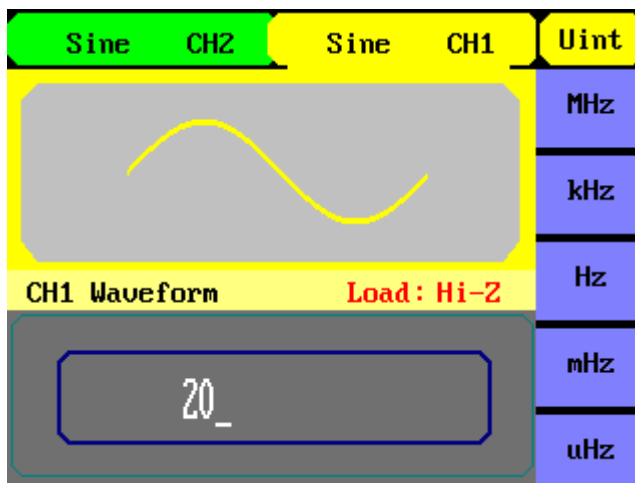 Sine CH2 Sine CH1 Uint
MHz
kHz
Hz
CH1 Waveform Load: Hi-Z
mHz
20_
uHz